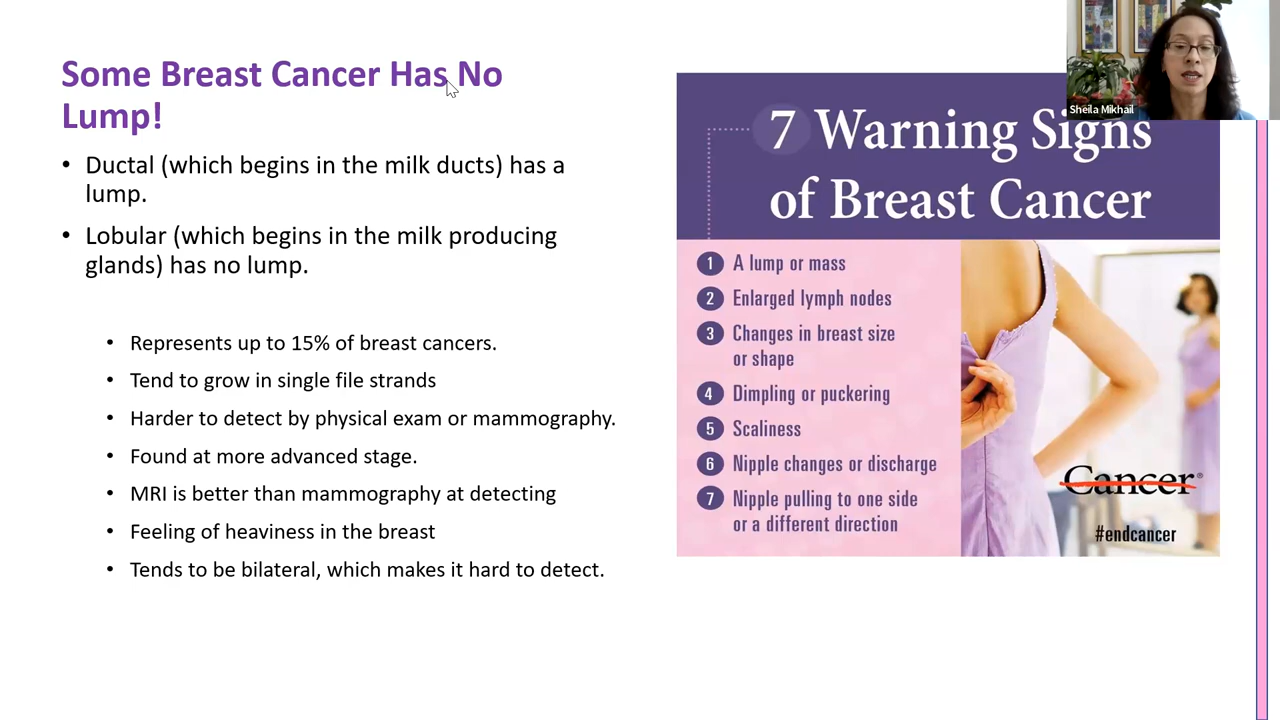 Some Breast Cancer Has No
Lump!
• Ductal (which begins in the milk ducts) has a
lump.
• Lobular (which begins in the milk producing
glands) has no lump.
• Represents up to 15% of breast cancers.
• Tend to grow in single file strands
• Harder to detect by physical exam or mammography.
• Found at more advanced stage.
• MRI is better than mammography at detecting
• Feeling of heaviness in the breast
• Tends to be bilateral, which makes it hard to detect.
7 Warning Signs
of Breast Cancer
1 A lump or mass
2 Enlarged lymph nodes
3 Changes in breast size
or shape
4 Dimpling or puckering
5 Scaliness
6 Nipple changes or discharge
7 Nipple pulling to one side
or a different direction
Cancer®
#endcancer
Sheila Mikhail